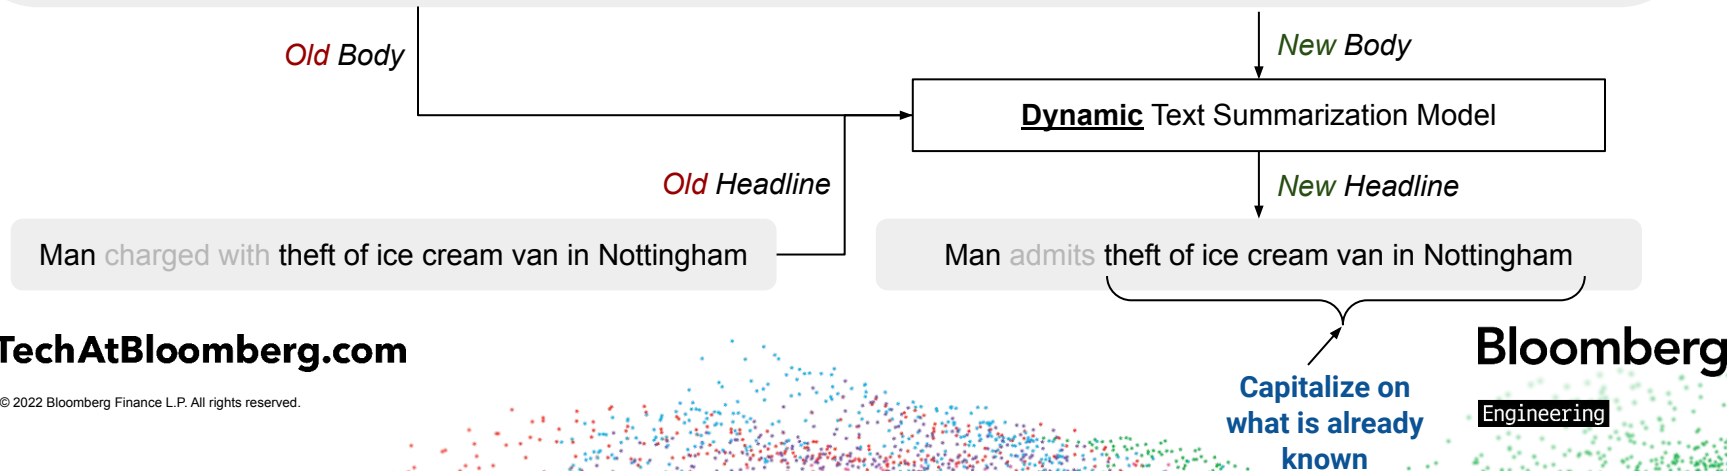 Old Body
New Body
Dynamic Text Summarization Model
Old Headline
New Headline
Man charged with theft of ice cream van in Nottingham
Man admits theft of ice cream van in Nottingham
TechAtBloomberg.com
© 2022 Bloomberg Finance L.P. All rights reserved.
Capitalize on
what is already
known
Bloomberg
Engineering